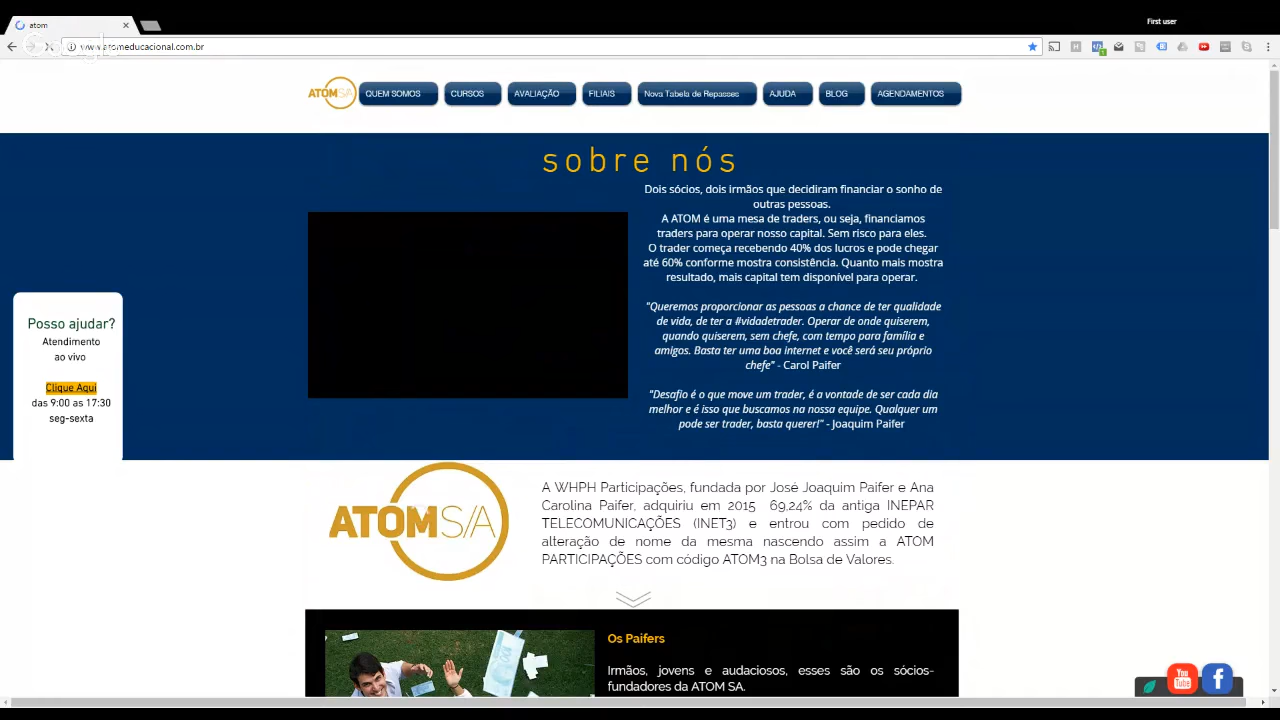 atom
First user
www.atomeducacional.com.br
ATOMS/A
QUEM SOMOS
CURSOS
AVALIAÇÃO
FILIAIS
Nova Tabela de Repasses
AJUDA
BLOG
AGENDAMENTOS
sobre nós
Dois sócios, dois irmãos que decidiram financiar o sonho de
outras pessoas.
A ATOM é uma mesa de traders, ou seja, financiamos
traders para operar nosso capital. Sem risco para eles.
O trader começa recebendo 40% dos lucros e pode chegar
até 60% conforme mostra consistência. Quanto mais mostra
resultado, mais capital tem disponível para operar.
"Queremos proporcionar as pessoas a chance de ter qualidade
de vida, de ter a #vidadetrader. Operar de onde quiserem,
quando quiserem, sem chefe, com tempo para família e
amigos. Basta ter uma boa internet e você será seu próprio
chefe" - Carol Paifer
"Desafio é o que move um trader, é a vontade de ser cada dia
melhor e é isso que buscamos na nossa equipe. Qualquer um
pode ser trader, basta querer!" - Joaquim Paifer
Posso ajudar?
Atendimento
ao vivo
Clique Aqui
das 9:00 as 17:30
seg-sexta
ATOMS/A
A WHPH Participações, fundada por José Joaquim Paifer e Ana
Carolina Paifer, adquiriu em 2015 69,24% da antiga INEPAR
TELECOMUNICAÇÕES (INET3) e entrou com pedido de
alteração de nome da mesma nascendo assim a ATOM
PARTICIPAÇÕES com código ATOM3 na Bolsa de Valores.
Os Paifers
Irmãos, jovens e audaciosos, esses são os sócios-
fundadores da ATOM SA.
You
Tube